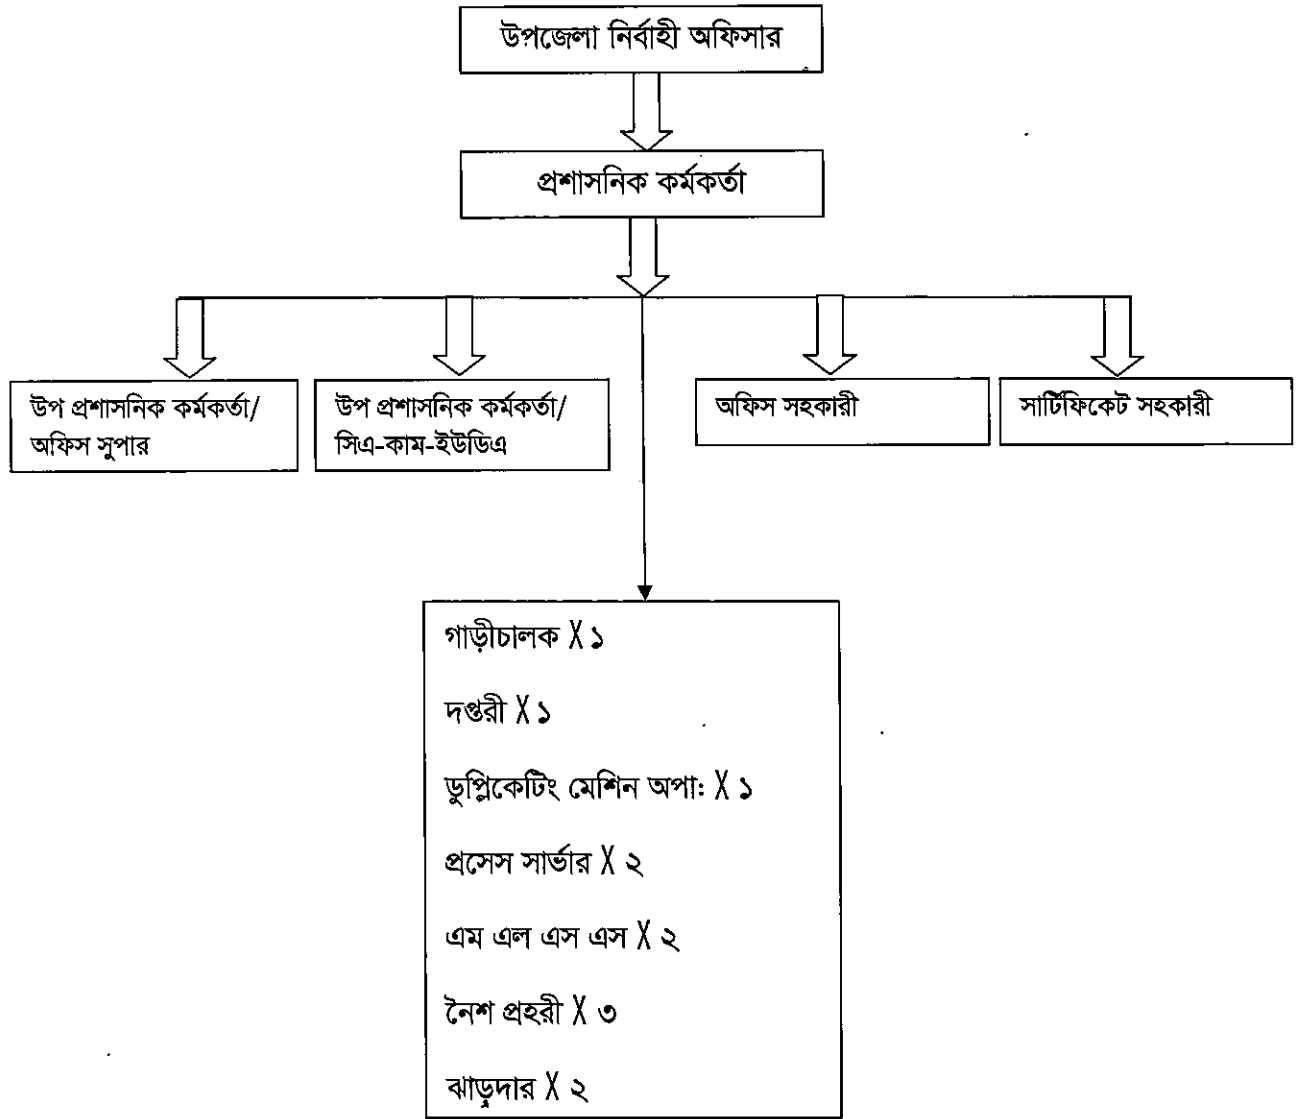 উপজেলা নির্বাহী অফিসার
প্রশাসনিক কর্মকর্তা
উপ প্রশাসনিক কর্মকর্তা/
অফিস সুপার
উপ প্রশাসনিক কর্মকর্তা/
সিএ-কাম-ইউডিএ
অফিস সহকারী
সার্টিফিকেট সহকারী
গাড়ীচালক X ১
দপ্তরী X ১
ডুপ্লিকেটিং মেশিন অপা: X ১
প্রসেস সার্ভার X ২
এম এল এস এস X ২
নৈশ প্রহরী X ৩
ঝাড়ুদার X ২